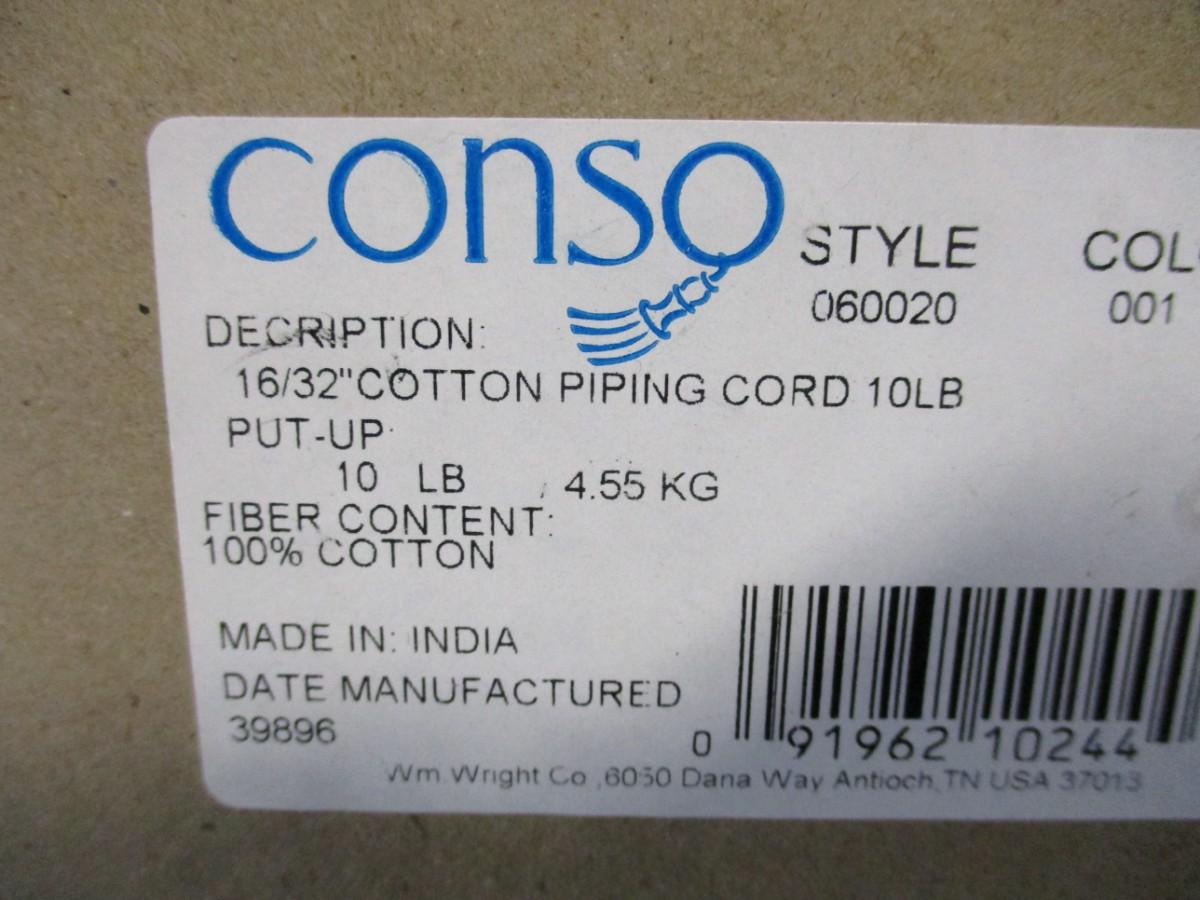 CONSO
STYLE COL
060020 001
DECRIPTION:
16/32"COTTON PIPING CORD 10LB
PUT-UP
10 LB , 4.55 KG
FIBER CONTENT:
100% COTTON
MADE IN: INDIA
DATE MANUFACTURED
39896
0 91962 10244
Wm.Wright Co ,6050 Dana Way Antioch,TN USA 37013